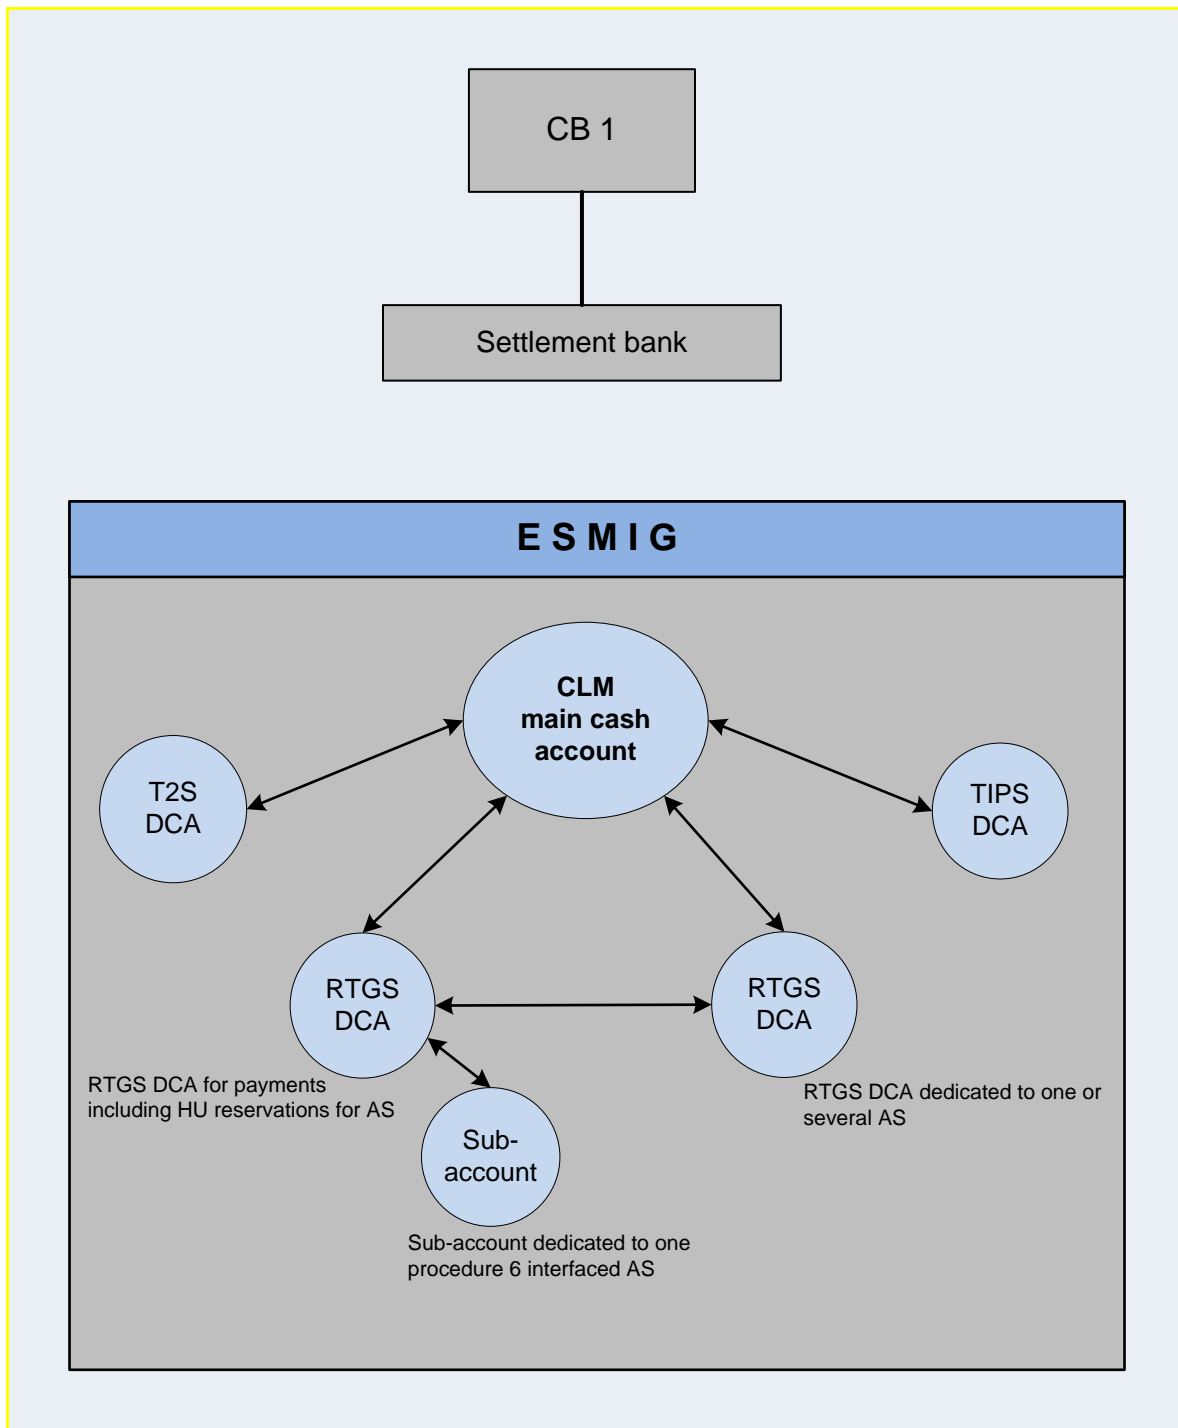 CB 1
Settlement bank
E S M I G
CLM
main cash
account
T2S
DCA
TIPS
DCA
RTGS
DCA
RTGS
DCA
RTGS DCA for payments
including HU reservations for AS
RTGS DCA dedicated to one or
several AS
Sub-
account
Sub-account dedicated to one
procedure 6 interfaced AS